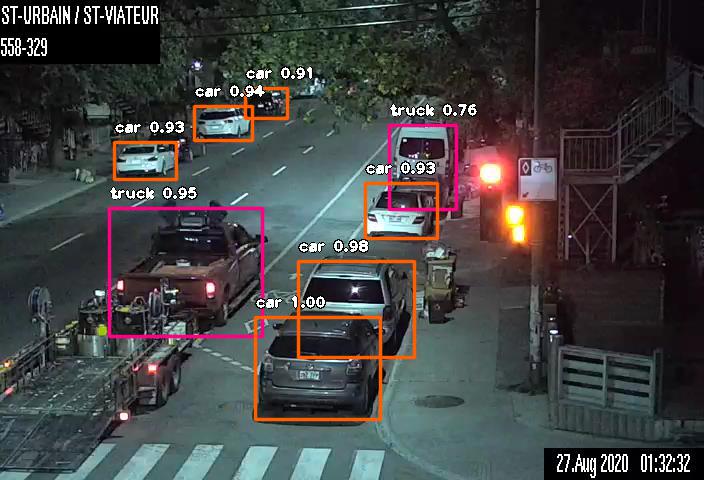 ST-URBAIN / ST-VIATEUR
558-329
car 0.91
car 0.94
truck 0.76
car 0.93
car 0.93
truck 0.95
car 0.98
car 1.00
27.Aug 2020 01:32:32